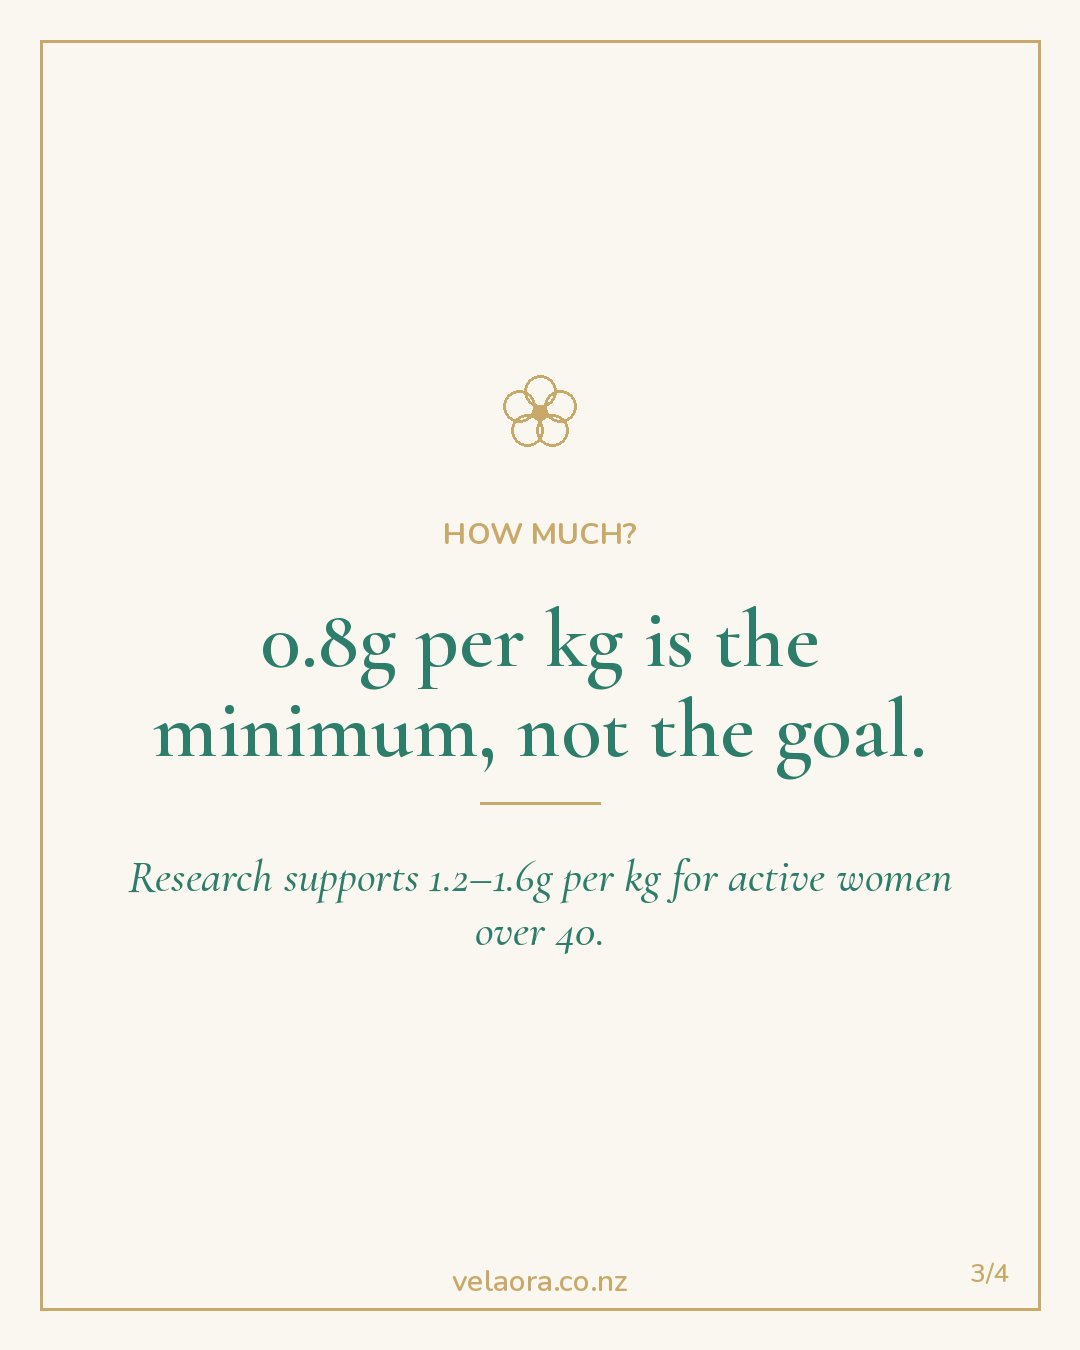 HOW MUCH?
0.8g per kg is the
minimum, not the goal.
Research supports 1.2–1.6g per kg for active women
over 40.
velaora.co.nz
3/4